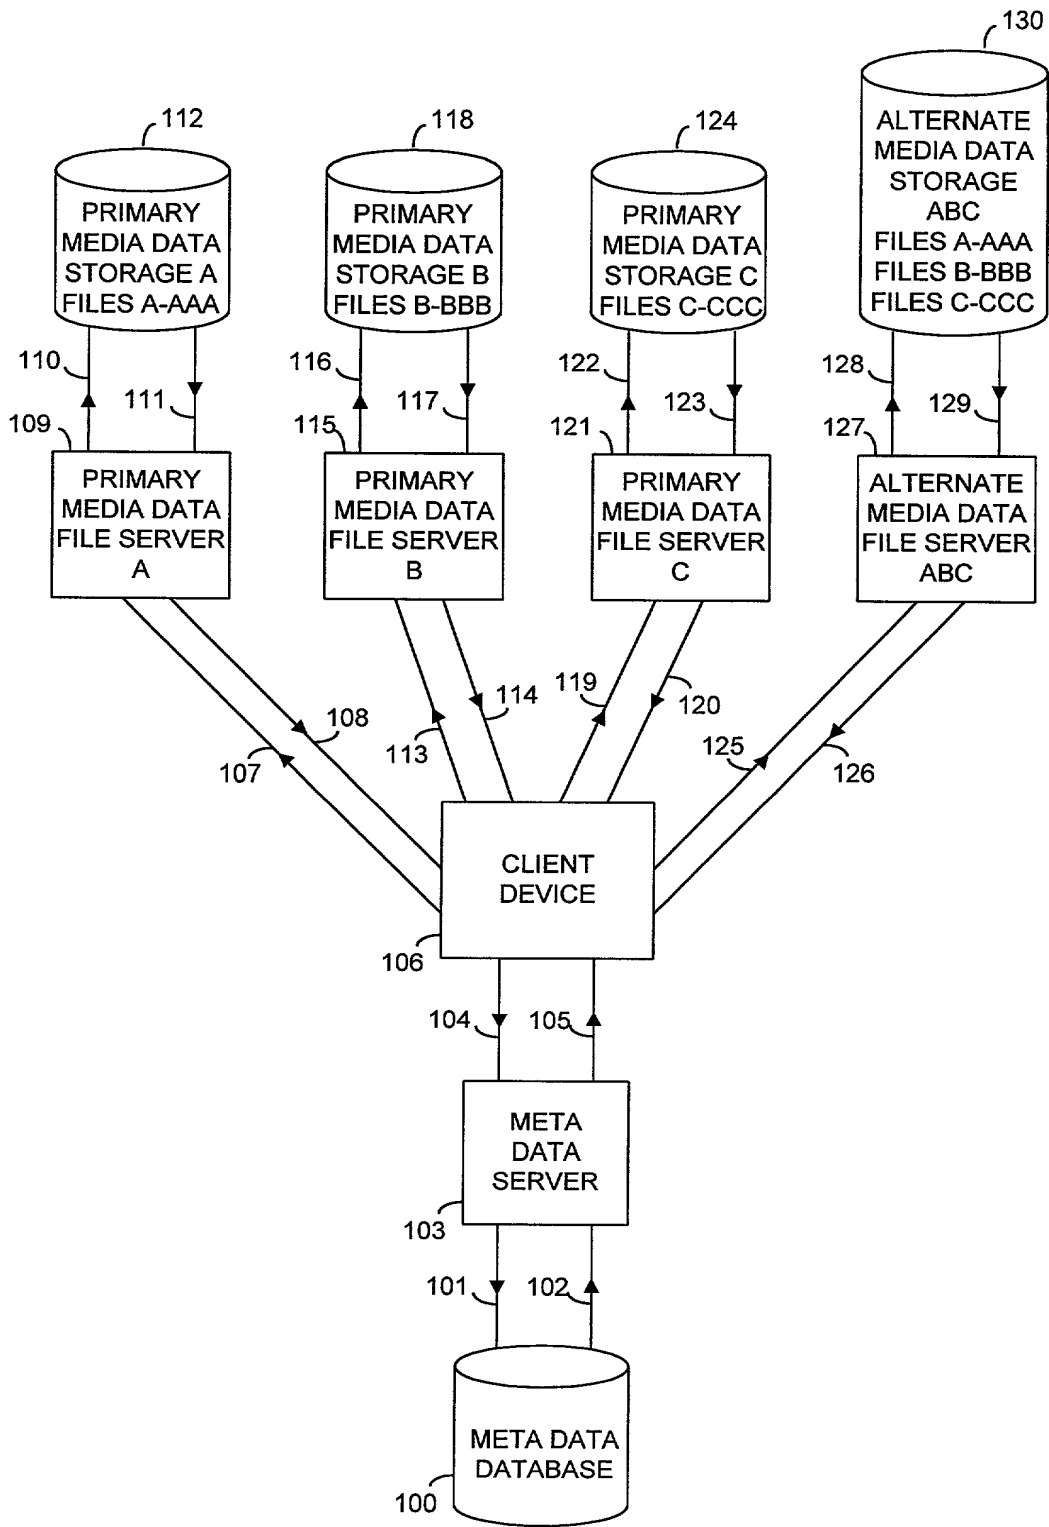 130
112
118
124
PRIMARY
MEDIA DATA
STORAGE A
FILES A-AAA
PRIMARY
MEDIA DATA
STORAGE B
FILES B-BBB
PRIMARY
MEDIA DATA
STORAGE C
FILES C-CCC
ALTERNATE
MEDIA DATA
STORAGE
ABC
FILES A-AAA
FILES B-BBB
FILES C-CCC
110
111
116
117
122
123
128
129
109
115
121
127
PRIMARY
MEDIA DATA
FILE SERVER
A
PRIMARY
MEDIA DATA
FILE SERVER
B
PRIMARY
MEDIA DATA
FILE SERVER
C
ALTERNATE
MEDIA DATA
FILE SERVER
ABC
107
108
113
114
119
120
125
126
CLIENT
DEVICE
106
104
105
META
DATA
SERVER
103
101
102
META DATA
DATABASE
100